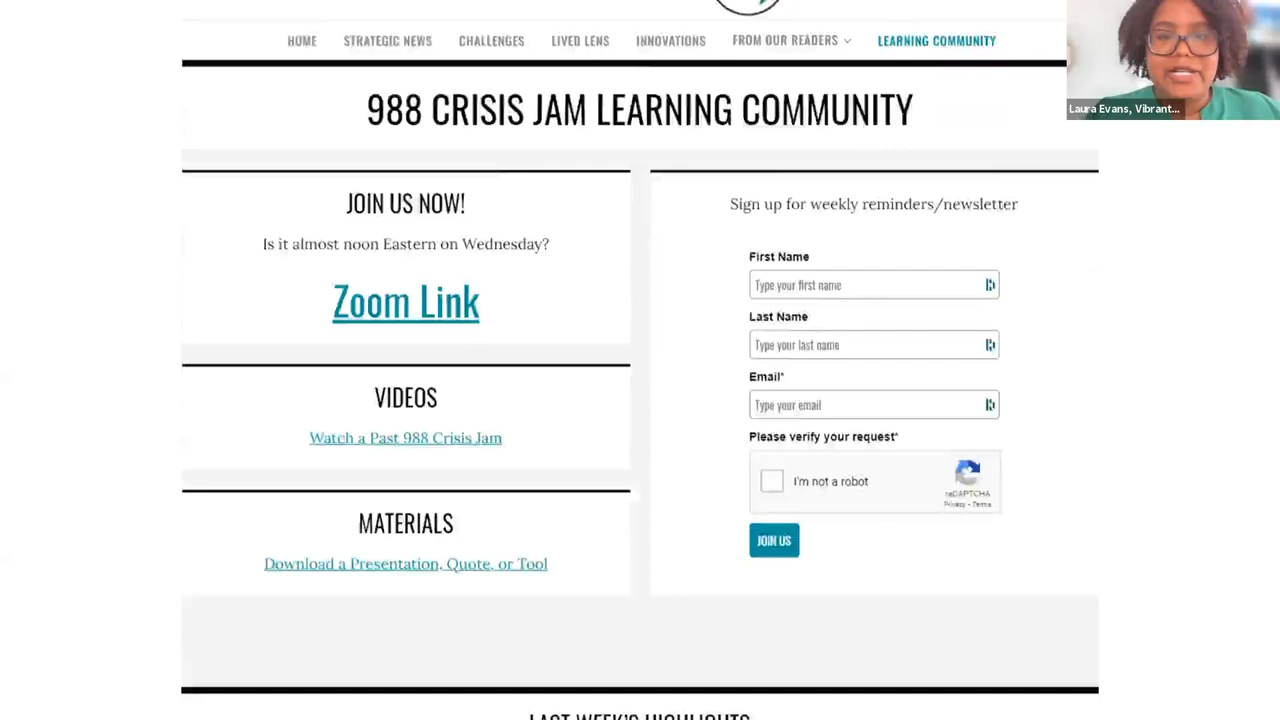 HOME STRATEGIC NEWS CHALLENGES LIVED LENS INNOVATIONS FROM OUR READERS LEARNING COMMUNITY
Laura Evans, Vibrant...
988 CRISIS JAM LEARNING COMMUNITY
JOIN US NOW!
Is it almost noon Eastern on Wednesday?
Zoom Link
VIDEOS
Watch a Past 988 Crisis Jam
MATERIALS
Download a Presentation, Quote, or Tool
Sign up for weekly reminders/newsletter
First Name
Type your first name
Last Name
Type your last name
Email*
Type your email
Please verify your request*
I'm not a robot
reCAPTCHA
Privacy - Terms
JOIN US
LAST WEEK'S HIGHLIGHTS